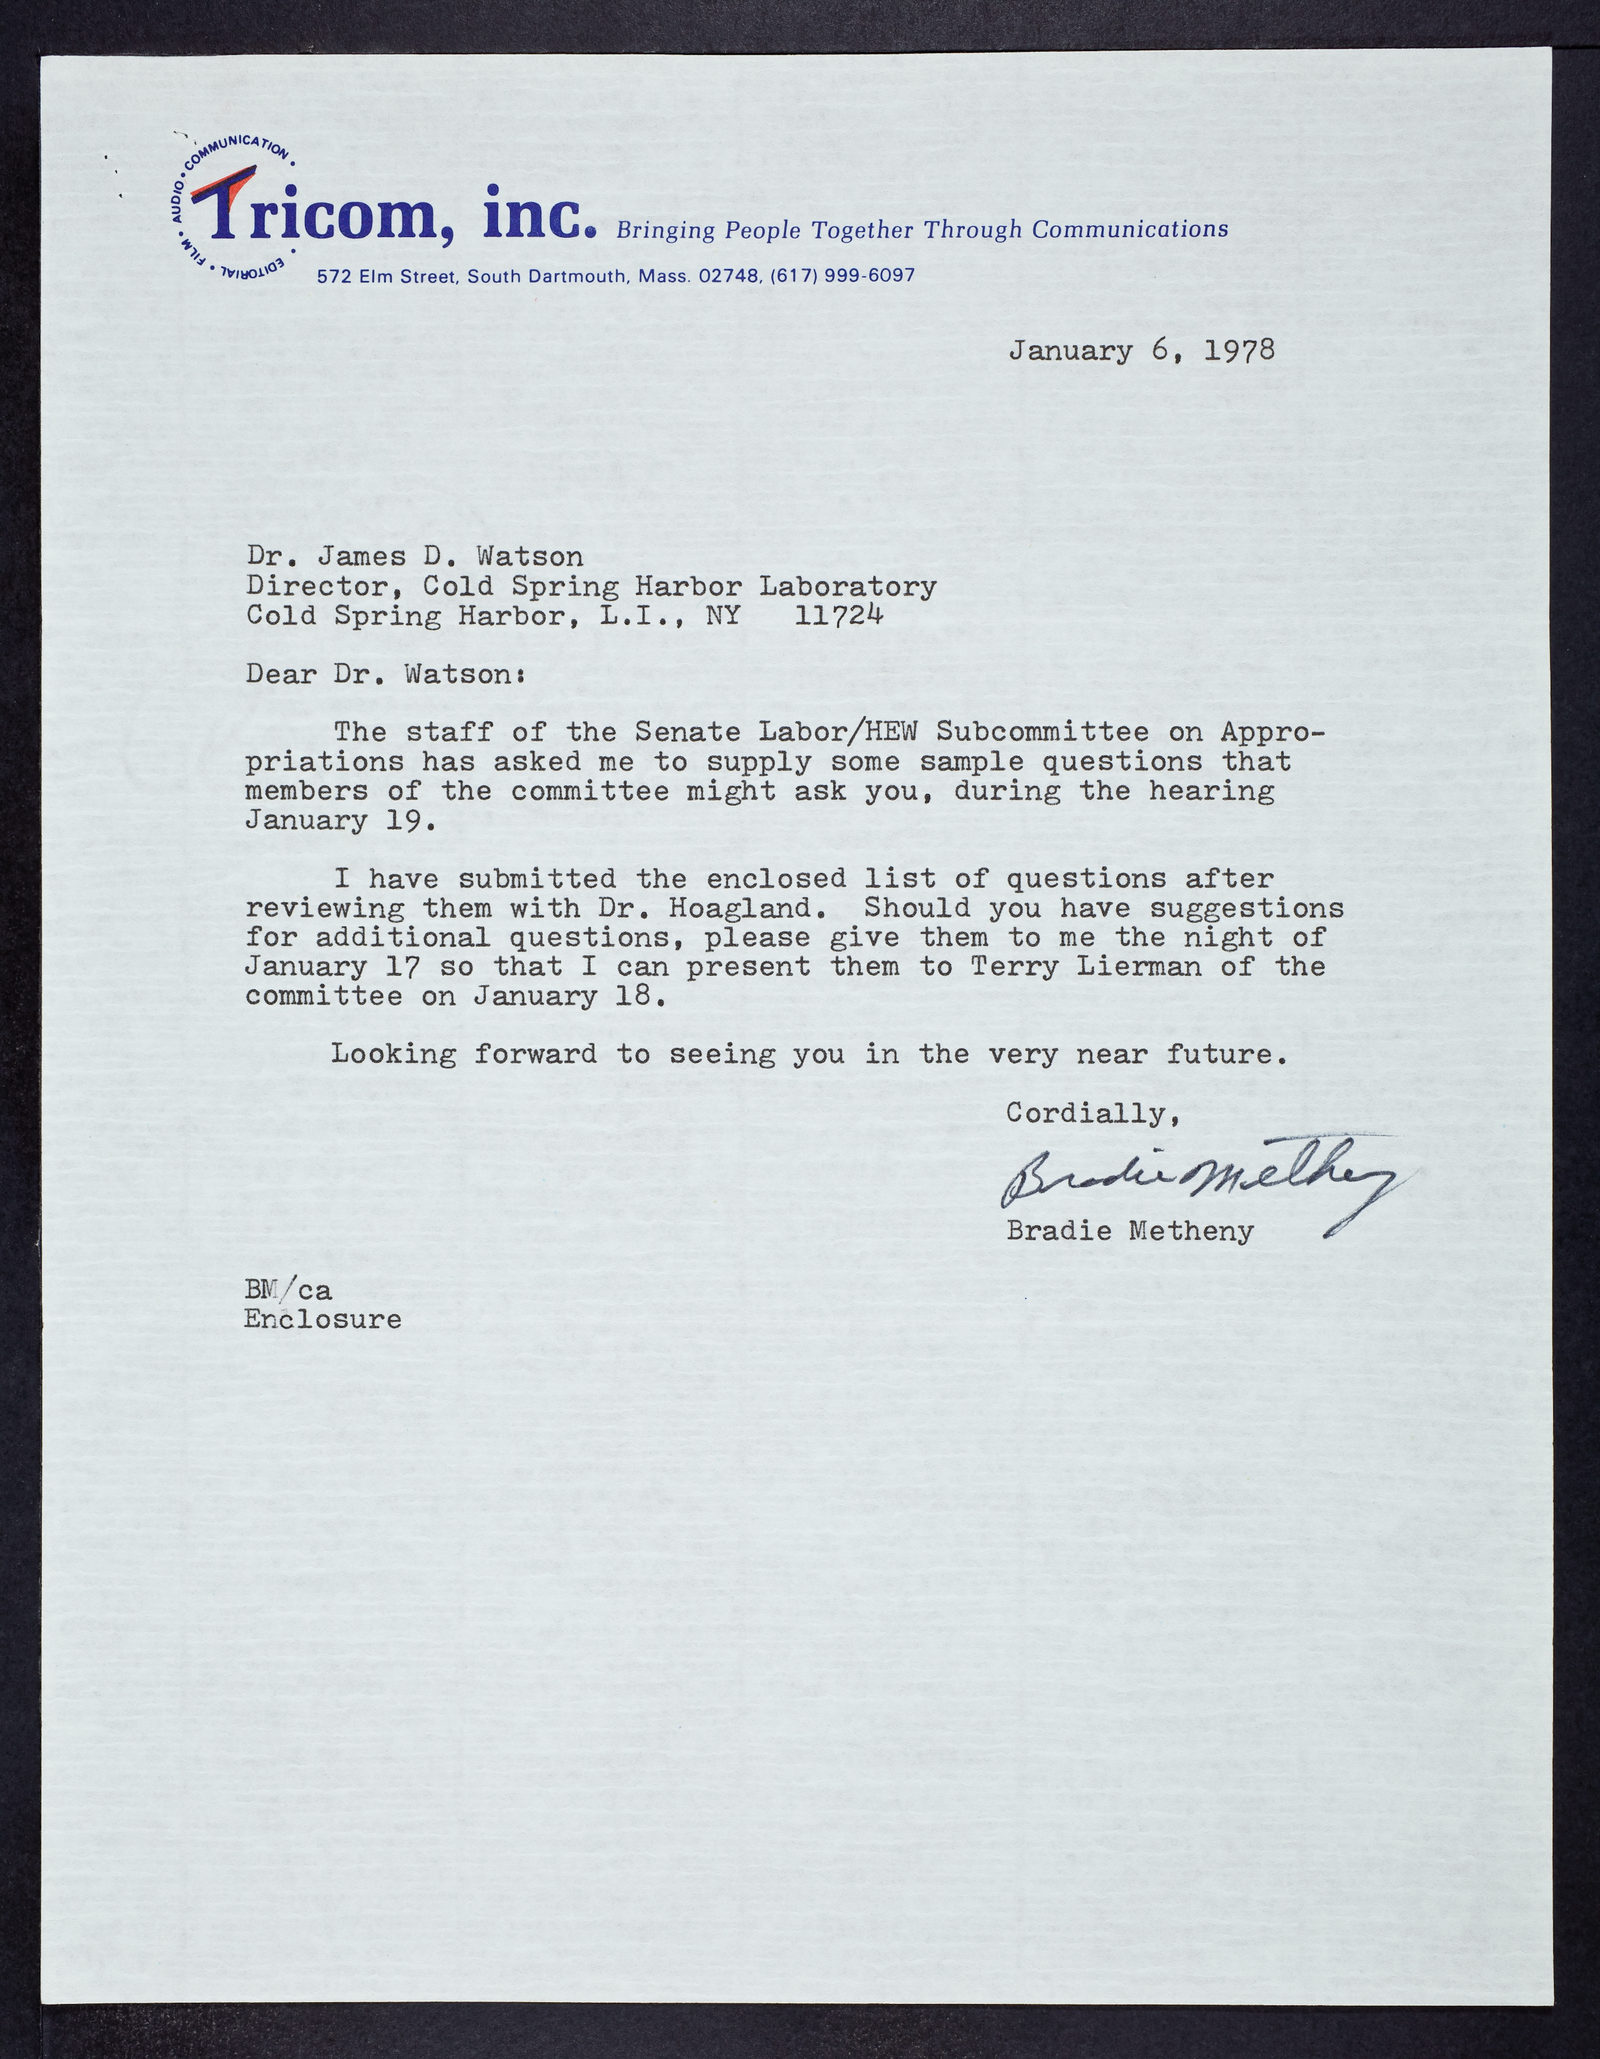 COMMUNICATION • AUDIO • FILM • EDITORIAL •
Tricom, inc. Bringing People Together Through Communications
572 Elm Street, South Dartmouth, Mass. 02748, (617) 999-6097
January 6, 1978
Dr. James D. Watson
Director, Cold Spring Harbor Laboratory
Cold Spring Harbor, L.I., NY   11724
Dear Dr. Watson:
The staff of the Senate Labor/HEW Subcommittee on Appro-
priations has asked me to supply some sample questions that
members of the committee might ask you, during the hearing
January 19.
I have submitted the enclosed list of questions after
reviewing them with Dr. Hoagland.  Should you have suggestions
for additional questions, please give them to me the night of
January 17 so that I can present them to Terry Lierman of the
committee on January 18.
Looking forward to seeing you in the very near future.
Cordially,
Bradie Metheny
Bradie Metheny
BM/ca
Enclosure